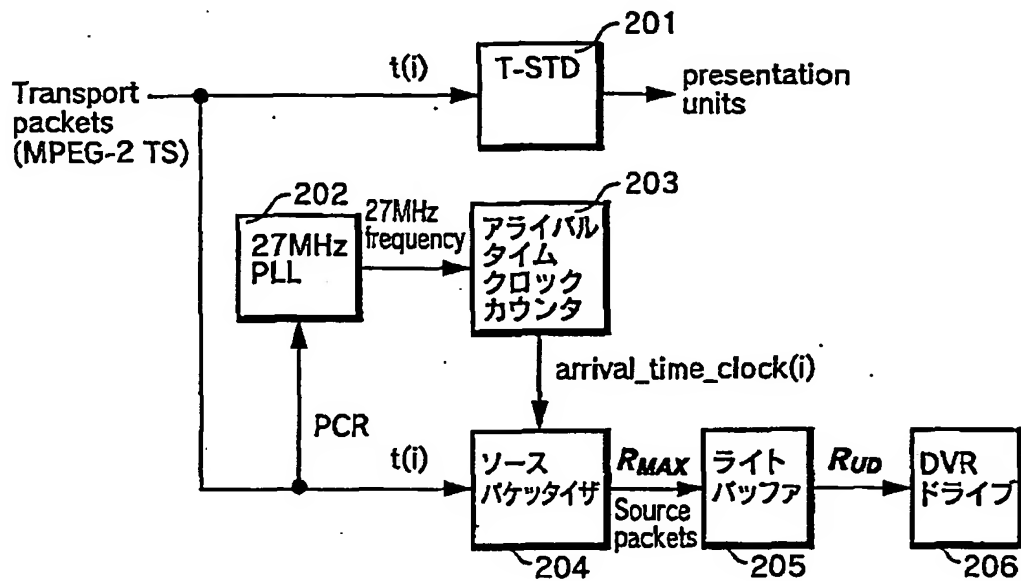 201
t(i)
T-STD
presentation
units
Transport
packets
(MPEG-2 TS)
202
27MHz
frequency
203
27MHz
PLL
アライバル
タイム
クロック
カウンタ
arrival_time_clock(i)
PCR
t(i)
ソース
パケッタイザ
RMAX
Source
packets
ライト
バッファ
RUD
DVR
ドライブ
204
205
206